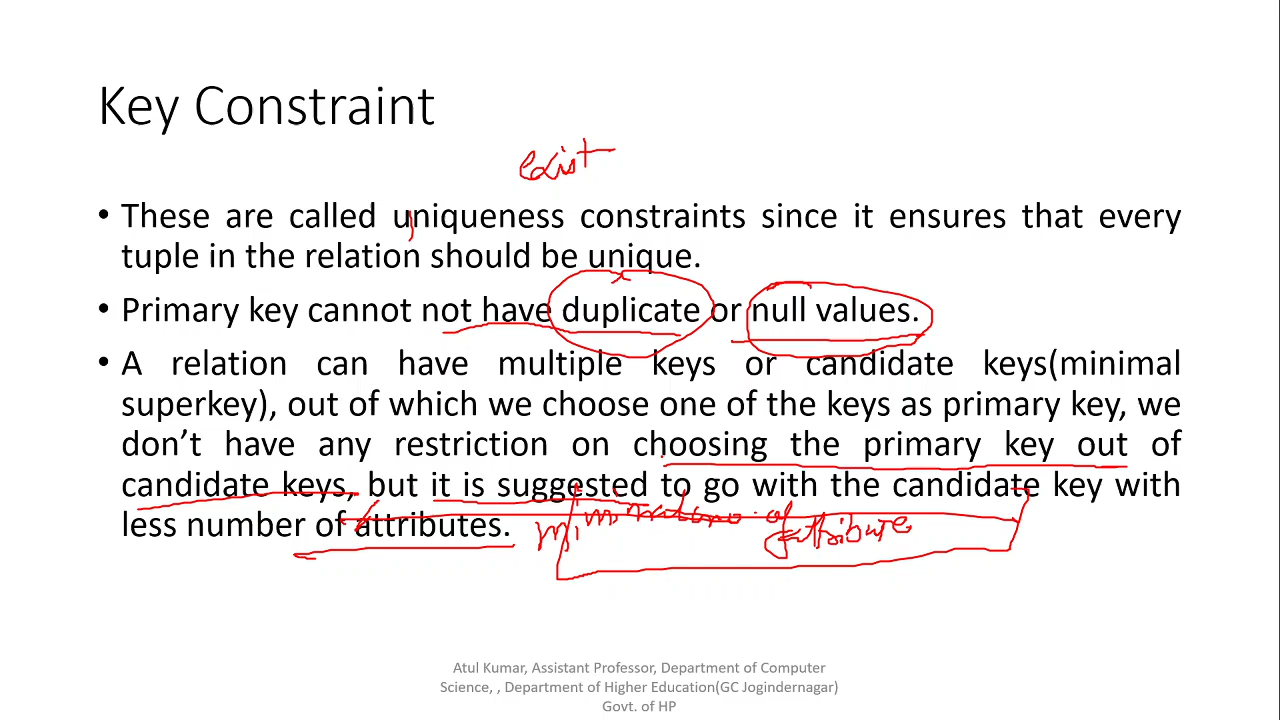 Key Constraint
exist
• These are called uniqueness constraints since it ensures that every
tuple in the relation should be unique.
• Primary key cannot not have duplicate or null values.
• A relation can have multiple keys or candidate keys(minimal
superkey), out of which we choose one of the keys as primary key, we
don’t have any restriction on choosing the primary key out of
candidate keys, but it is suggested to go with the candidate key with
less number of attributes.
of attribute
Atul Kumar, Assistant Professor, Department of Computer
Science, , Department of Higher Education(GC Jogindernagar)
Govt. of HP